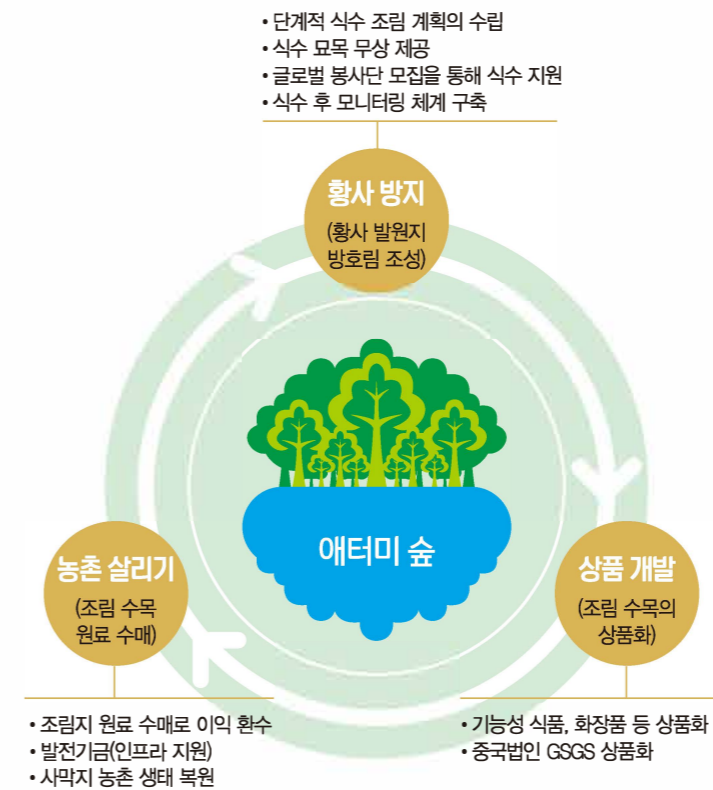 • 단계적 식수 조림 계획의 수립
• 식수 묘목 무상 제공
• 글로벌 봉사단 모집을 통해 식수 지원
• 식수 후 모니터링 체계 구축
황사 방지
(황사 발원지
방호림 조성)
애터미 숲
농촌 살리기
(조림 수목
원료 수매)
상품 개발
(조림 수목의
상품화)
• 조림지 원료 수매로 이익 환수
• 발전기금(인프라 지원)
• 사막지 농촌 생태 복원
• 기능성 식품, 화장품 등 상품화
• 중국법인 GSGS 상품화